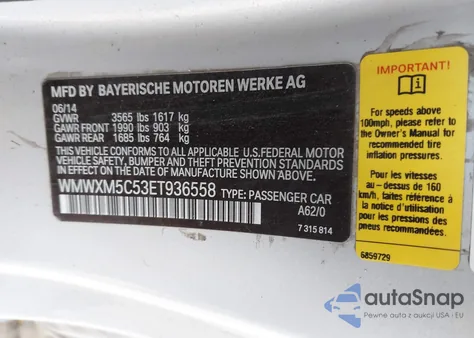 MFD BY BAYERISCHE MOTOREN WERKE AG
06/14
GVWR 3565 lbs 1617 kg
GAWR FRONT 1990 lbs 903 kg
GAWR REAR 1685 lbs 764 kg
THIS VEHICLE CONFORMS TO ALL APPLICABLE U.S.FEDERAL MOTOR
VEHICLE SAFETY, BUMPER, AND THEFT PREVENTION STANDARDS
IN EFFECT ON THE DATE OF MANUFACTURE SHOWN ABOVE.
WMWXM5C53ET936558 TYPE: PASSENGER CAR
A62/0
7 315 814
IMPORTANT!
For speeds above
100mph, please refer to
the Owner's Manual for
recommended tire
inflation pressures.
Pour les vitesses
au-dessus de 160
km/h, faites référence à
la notice d'utilisation
pour les pressions des
pneus recommandées.
6859729
autoSnap
Pewne auta z aukcji USA i EU